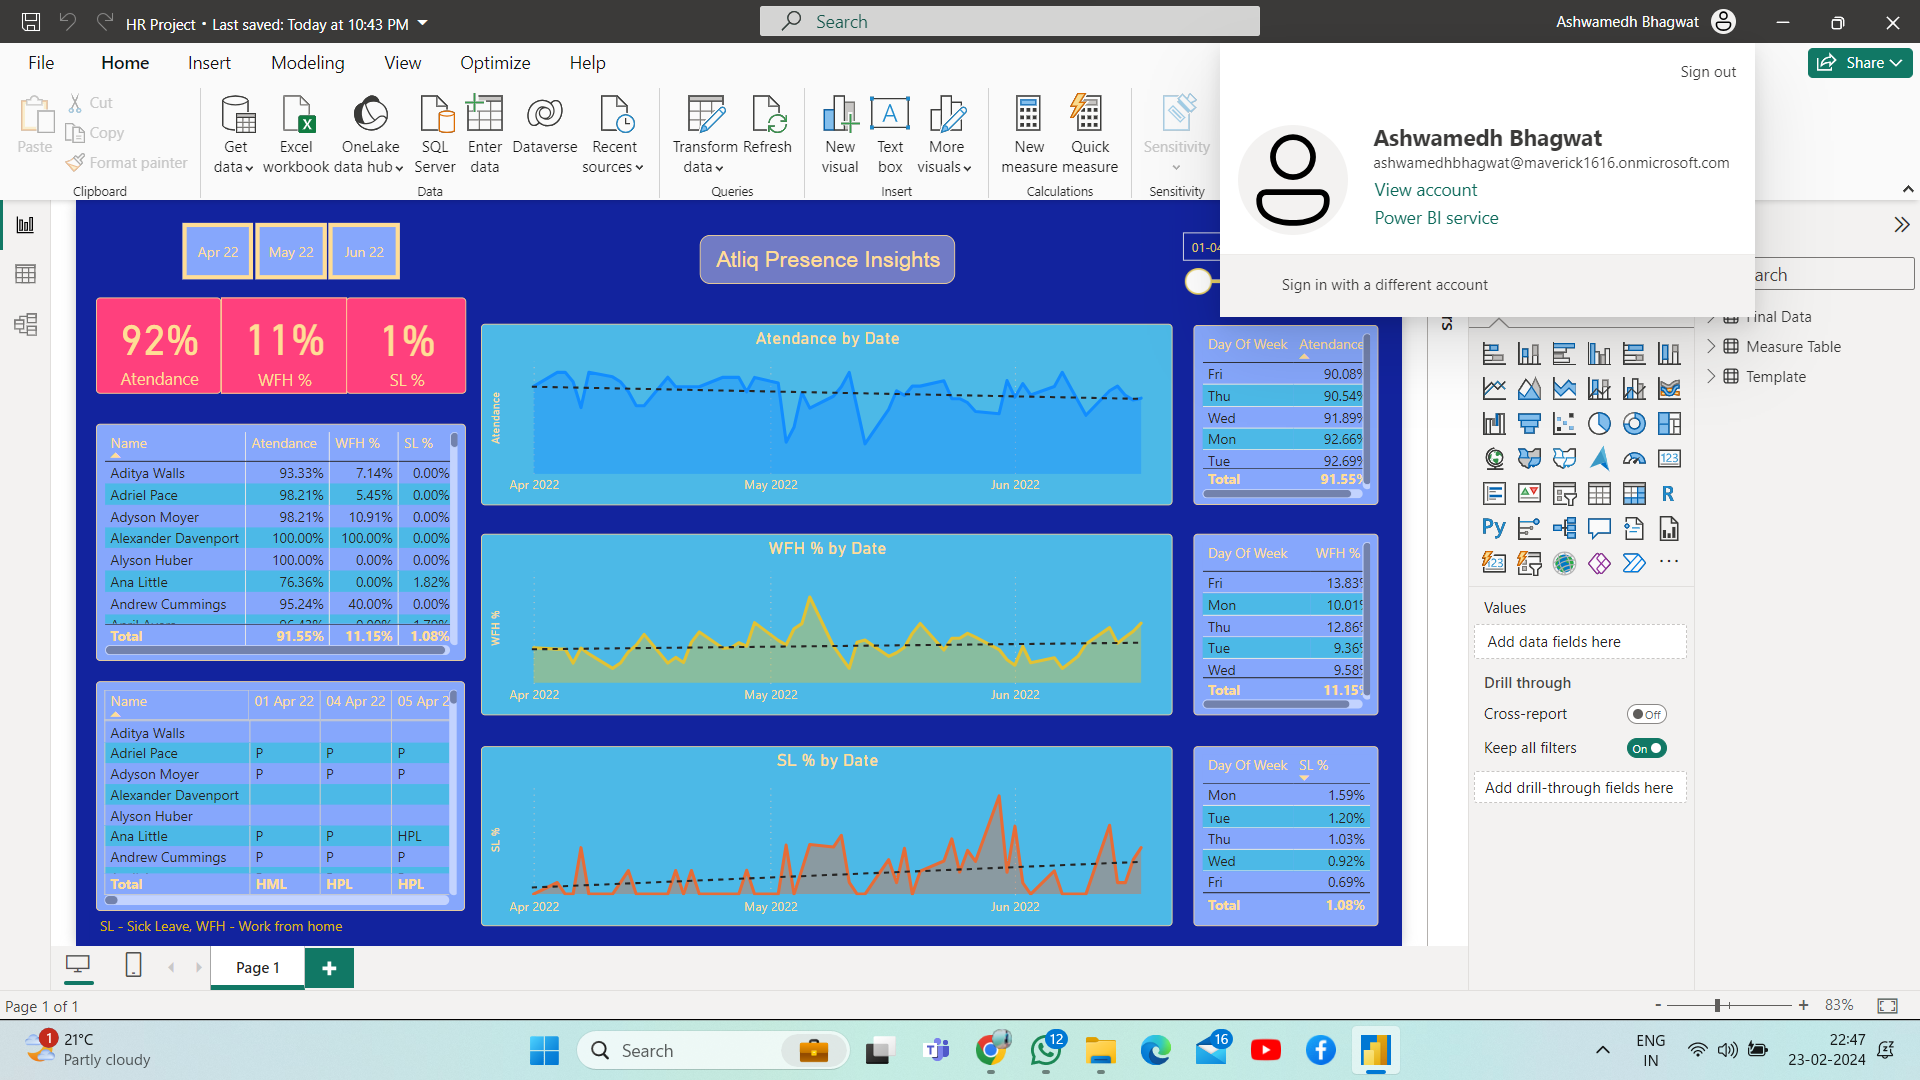 HR Project • Last saved: Today at 10:43 PM
Search
Ashwamedh Bhagwat
File Home Insert Modeling View Optimize Help
Share
Paste
Cut
Copy
Format painter
Clipboard
Get data
Excel workbook
OneLake data hub
SQL Server
Enter data
Dataverse
Recent sources
Data
Transform data
Refresh
Queries
New visual
Text box
More visuals
Insert
New measure
Quick measure
Calculations
Sensitivity
Sensitivity
Sign out
Ashwamedh Bhagwat
ashwamedhbhagwat@maverick1616.onmicrosoft.com
View account
Power BI service
Sign in with a different account
Apr 22 May 22 Jun 22
Atliq Presence Insights
92% 11% 1%
Atendance WFH % SL %
Name Atendance WFH % SL %
Aditya Walls 93.33% 7.14% 0.00%
Adriel Pace 98.21% 5.45% 0.00%
Adyson Moyer 98.21% 10.91% 0.00%
Alexander Davenport 100.00% 100.00% 0.00%
Alyson Huber 100.00% 0.00% 0.00%
Ana Little 76.36% 0.00% 1.82%
Andrew Cummings 95.24% 40.00% 0.00%
Total 91.55% 11.15% 1.08%
Name 01 Apr 22 04 Apr 22 05 Apr 2
Aditya Walls
Adriel Pace P P P
Adyson Moyer P P P
Alexander Davenport
Alyson Huber
Ana Little P P HPL
Andrew Cummings P P P
Total HML HPL HPL
SL - Sick Leave, WFH - Work from home
Atendance by Date
Atendance
Apr 2022 May 2022 Jun 2022
WFH % by Date
WFH %
Apr 2022 May 2022 Jun 2022
SL % by Date
SL %
Apr 2022 May 2022 Jun 2022
01-04
Day Of Week Atendance
Fri 90.08%
Thu 90.54%
Wed 91.89%
Mon 92.66%
Tue 92.69%
Total 91.55%
Day Of Week WFH %
Fri 13.83%
Mon 10.01%
Thu 12.86%
Tue 9.36%
Wed 9.58%
Total 11.15%
Day Of Week SL %
Mon 1.59%
Tue 1.20%
Thu 1.03%
Wed 0.92%
Fri 0.69%
Total 1.08%
rs
arch
Final Data
Measure Table
Template
123
R
Py
123
Values
Add data fields here
Drill through
Cross-report Off
Keep all filters On
Add drill-through fields here
Page 1
Page 1 of 1
- + 83%
1
21°C
Partly cloudy
Search
12
16
ENG
IN
22:47
23-02-2024